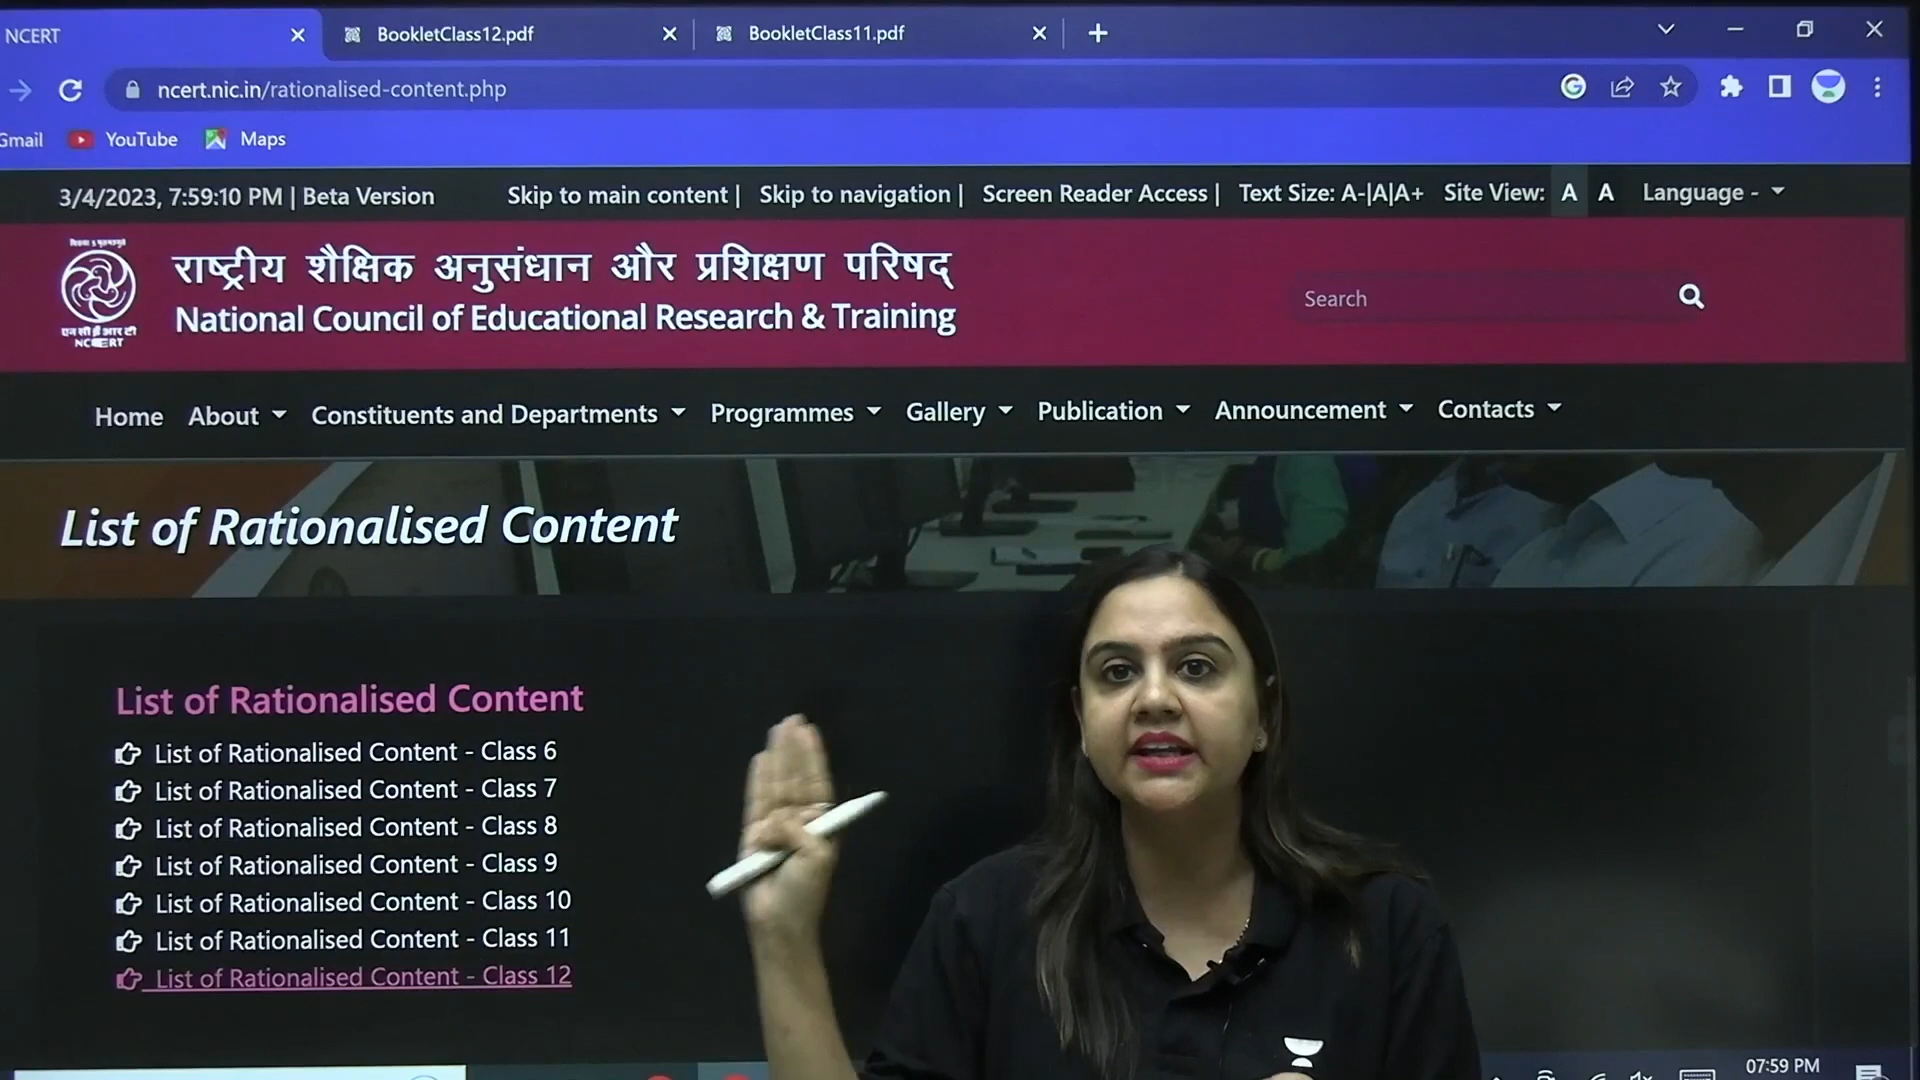 NCERT
BookletClass12.pdf
BookletClass11.pdf
ncert.nic.in/rationalised-content.php
Gmail YouTube Maps
3/4/2023, 7:59:10 PM | Beta Version Skip to main content | Skip to navigation | Screen Reader Access | Text Size: A-|A|A+ Site View: A A Language -
राष्ट्रीय शैक्षिक अनुसंधान और प्रशिक्षण परिषद्
National Council of Educational Research & Training
एन सी ई आर टी
NCERT
Search
Home About Constituents and Departments Programmes Gallery Publication Announcement Contacts
List of Rationalised Content
List of Rationalised Content
List of Rationalised Content - Class 6
List of Rationalised Content - Class 7
List of Rationalised Content - Class 8
List of Rationalised Content - Class 9
List of Rationalised Content - Class 10
List of Rationalised Content - Class 11
List of Rationalised Content - Class 12
07:59 PM